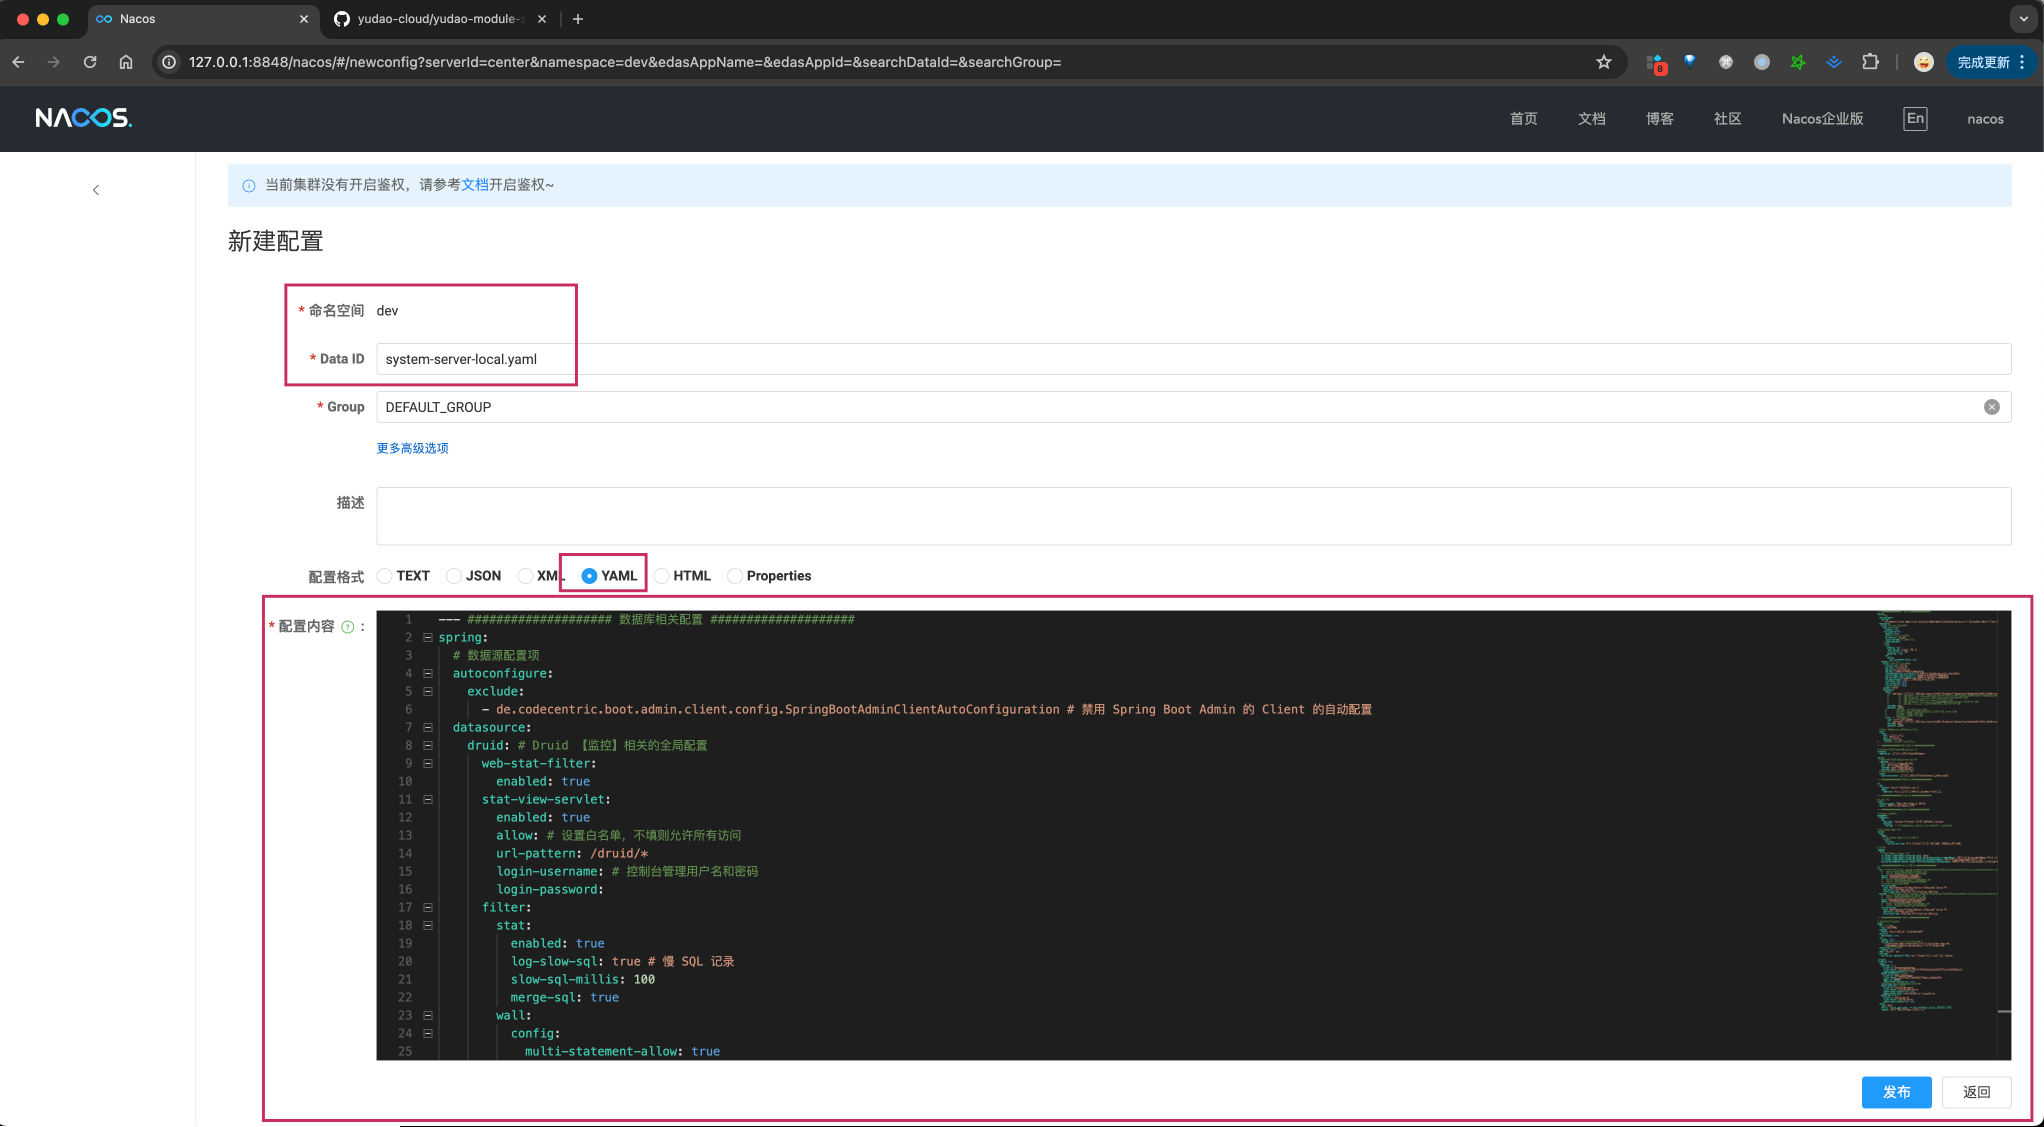 Nacos
yudao-cloud/yudao-module-s
127.0.0.1:8848/nacos/#/newconfig?serverId=center&namespace=dev&edasAppName=&edasAppId=&searchDataId=&searchGroup=
8
完成更新
NACOS.
首页
文档
博客
社区
Nacos企业版
En
nacos
当前集群没有开启鉴权，请参考文档开启鉴权~
新建配置
* 命名空间 dev
* Data ID system-server-local.yaml
* Group DEFAULT_GROUP
更多高级选项
描述
配置格式 TEXT JSON XML YAML HTML Properties
* 配置内容 ? :
1 --- #################### 数据库相关配置 ####################
2 spring:
3 # 数据源配置项
4 autoconfigure:
5 exclude:
6 - de.codecentric.boot.admin.client.config.SpringBootAdminClientAutoConfiguration # 禁用 Spring Boot Admin 的 Client 的自动配置
7 datasource:
8 druid: # Druid 【监控】相关的全局配置
9 web-stat-filter:
10 enabled: true
11 stat-view-servlet:
12 enabled: true
13 allow: # 设置白名单，不填则允许所有访问
14 url-pattern: /druid/*
15 login-username: # 控制台管理用户名和密码
16 login-password:
17 filter:
18 stat:
19 enabled: true
20 log-slow-sql: true # 慢 SQL 记录
21 slow-sql-millis: 100
22 merge-sql: true
23 wall:
24 config:
25 multi-statement-allow: true
发布
返回